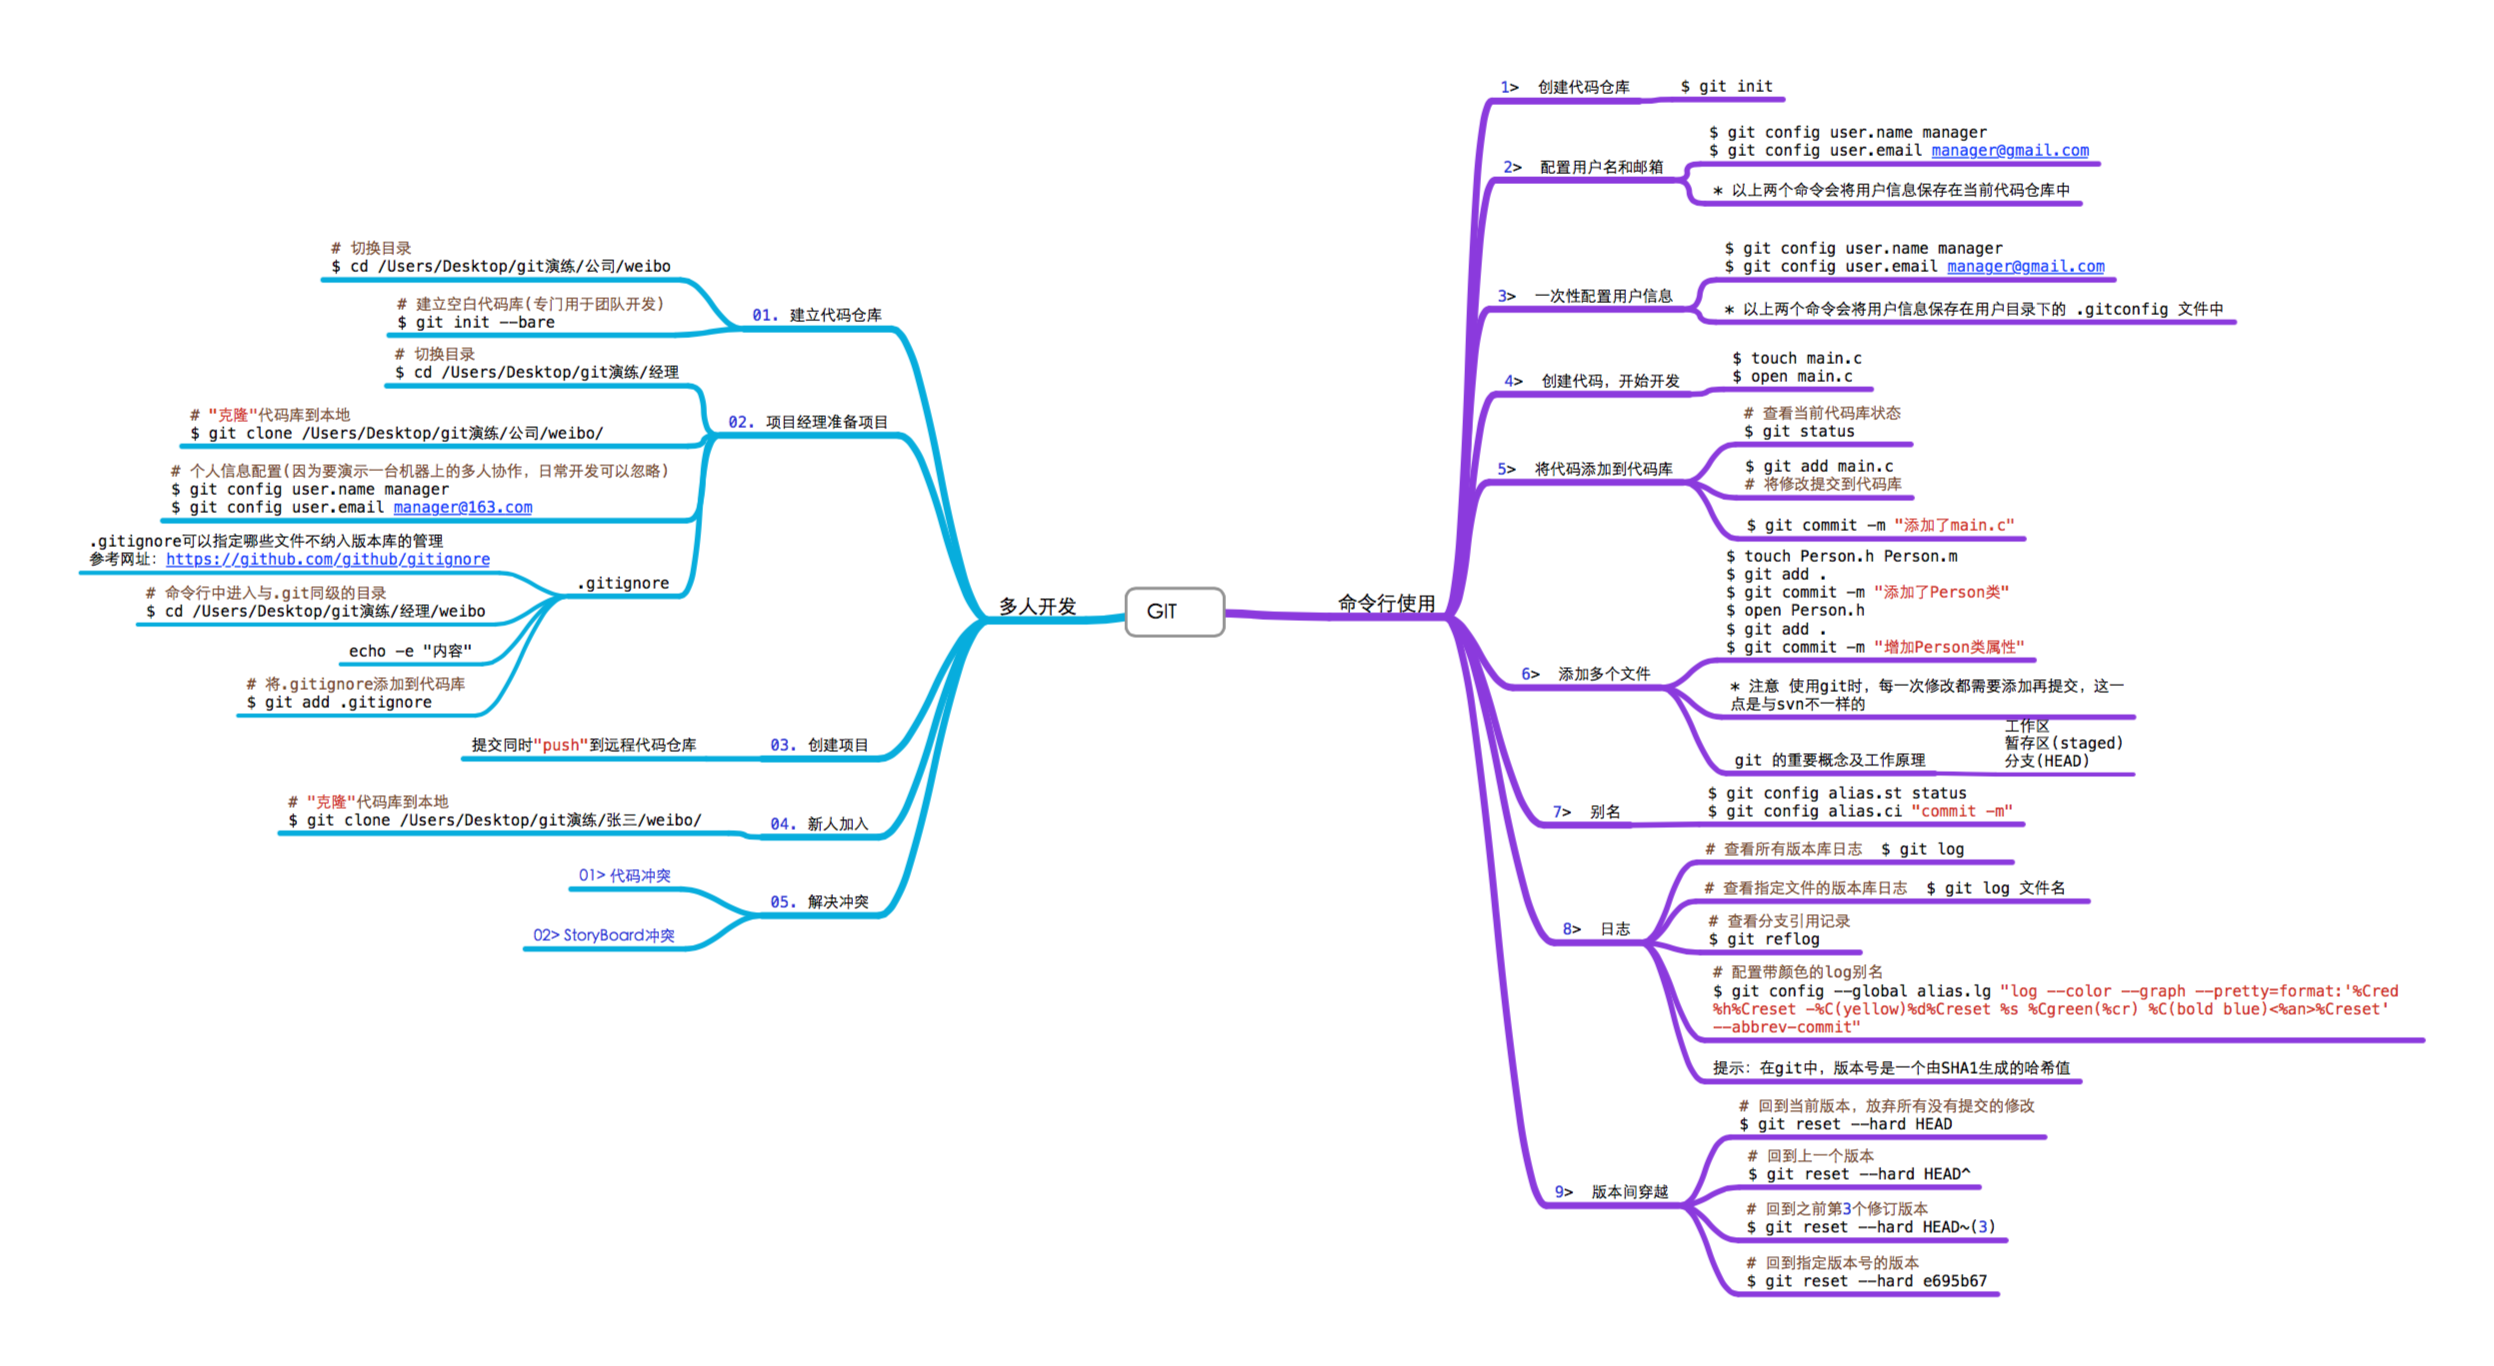 GIT
命令行使用
1>  创建代码仓库
$ git init
2>  配置用户名和邮箱
$ git config user.name manager
$ git config user.email manager@gmail.com
* 以上两个命令会将用户信息保存在当前代码仓库中
3>  一次性配置用户信息
$ git config user.name manager
$ git config user.email manager@gmail.com
* 以上两个命令会将用户信息保存在用户目录下的 .gitconfig 文件中
4>  创建代码，开始开发
$ touch main.c
$ open main.c
5>  将代码添加到代码库
# 查看当前代码库状态
$ git status
$ git add main.c
# 将修改提交到代码库
$ git commit -m "添加了main.c"
6>  添加多个文件
$ touch Person.h Person.m
$ git add .
$ git commit -m "添加了Person类"
$ open Person.h
$ git add .
$ git commit -m "增加Person类属性"
* 注意 使用git时，每一次修改都需要添加再提交，这一
点是与svn不一样的
git 的重要概念及工作原理
工作区
暂存区(staged)
分支(HEAD)
7>  别名
$ git config alias.st status
$ git config alias.ci "commit -m"
8>  日志
# 查看所有版本库日志  $ git log
# 查看指定文件的版本库日志  $ git log 文件名
# 查看分支引用记录
$ git reflog
# 配置带颜色的log别名
$ git config --global alias.lg "log --color --graph --pretty=format:'%Cred
%h%Creset -%C(yellow)%d%Creset %s %Cgreen(%cr) %C(bold blue)<%an>%Creset'
--abbrev-commit"
提示：在git中，版本号是一个由SHA1生成的哈希值
9>  版本间穿越
# 回到当前版本，放弃所有没有提交的修改
$ git reset --hard HEAD
# 回到上一个版本
$ git reset --hard HEAD^
# 回到之前第3个修订版本
$ git reset --hard HEAD~(3)
# 回到指定版本号的版本
$ git reset --hard e695b67
多人开发
01. 建立代码仓库
# 切换目录
$ cd /Users/Desktop/git演练/公司/weibo
# 建立空白代码库(专门用于团队开发)
$ git init --bare
02. 项目经理准备项目
# 切换目录
$ cd /Users/Desktop/git演练/经理
# "克隆"代码库到本地
$ git clone /Users/Desktop/git演练/公司/weibo/
# 个人信息配置(因为要演示一台机器上的多人协作，日常开发可以忽略)
$ git config user.name manager
$ git config user.email manager@163.com
.gitignore
.gitignore可以指定哪些文件不纳入版本库的管理
参考网址：https://github.com/github/gitignore
# 命令行中进入与.git同级的目录
$ cd /Users/Desktop/git演练/经理/weibo
echo -e "内容"
# 将.gitignore添加到代码库
$ git add .gitignore
03. 创建项目
提交同时"push"到远程代码仓库
04. 新人加入
# "克隆"代码库到本地
$ git clone /Users/Desktop/git演练/张三/weibo/
05. 解决冲突
01> 代码冲突
02> StoryBoard冲突